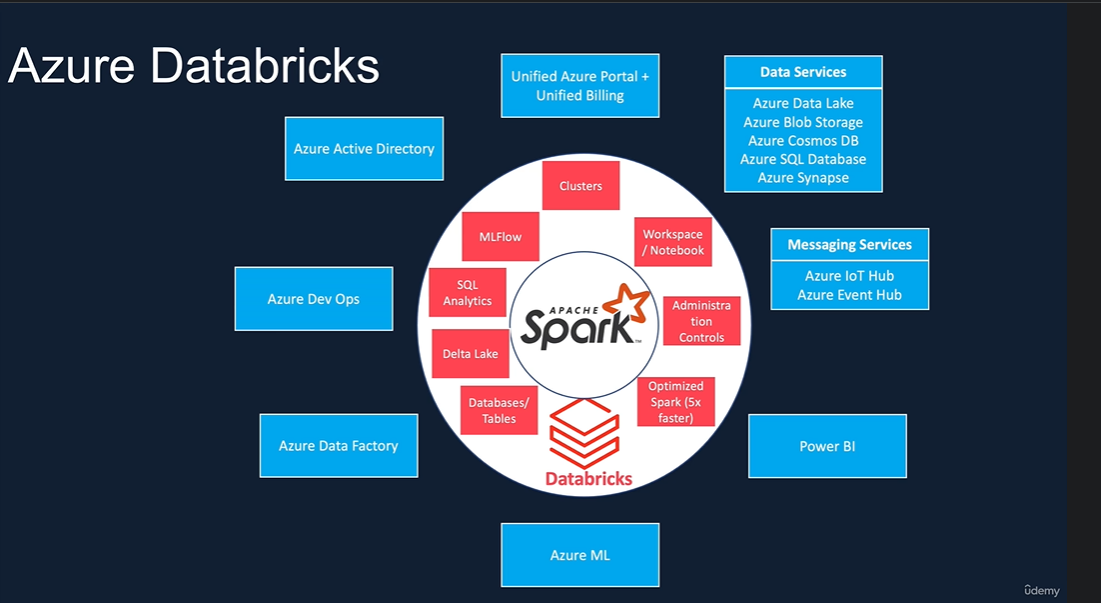 Azure Databricks
Unified Azure Portal +
Unified Billing
Data Services
Azure Data Lake
Azure Blob Storage
Azure Cosmos DB
Azure SQL Database
Azure Synapse
Azure Active Directory
Clusters
MLFlow
Workspace
/ Notebook
Messaging Services
Azure IoT Hub
Azure Event Hub
Azure Dev Ops
SQL
Analytics
APACHE
Spark™
Administra
tion
Controls
Delta Lake
Databases/
Tables
Optimized
Spark (5x
faster)
Databricks
Azure Data Factory
Power BI
Azure ML
ûdemy